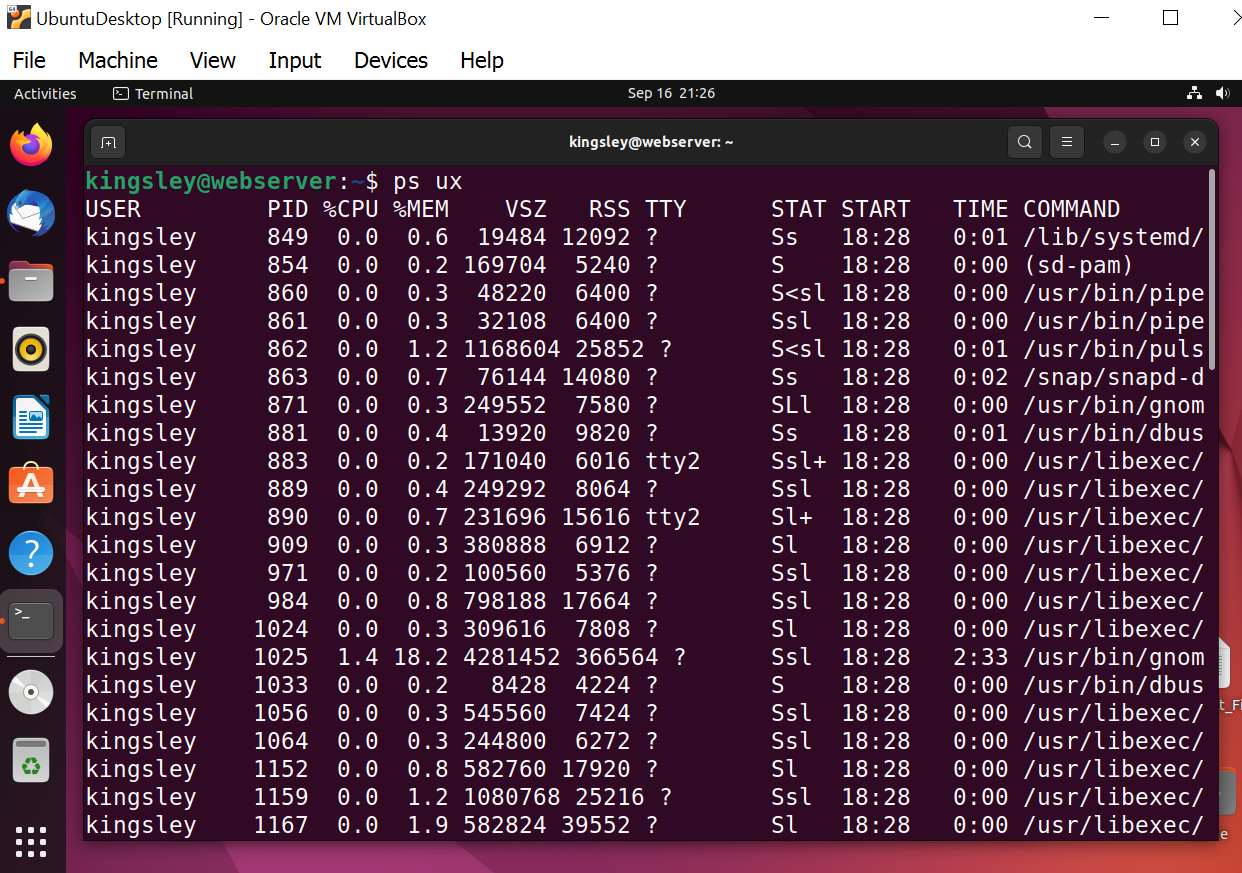 UbuntuDesktop [Running] - Oracle VM VirtualBox
File Machine View Input Devices Help
Activities Terminal Sep 16 21:26
kingsley@webserver: ~
kingsley@webserver:~$ ps ux
USER PID %CPU %MEM VSZ RSS TTY STAT START TIME COMMAND
kingsley 849 0.0 0.6 19484 12092 ? Ss 18:28 0:01 /lib/systemd/
kingsley 854 0.0 0.2 169704 5240 ? S 18:28 0:00 (sd-pam)
kingsley 860 0.0 0.3 48220 6400 ? S<sl 18:28 0:00 /usr/bin/pipe
kingsley 861 0.0 0.3 32108 6400 ? Ssl 18:28 0:00 /usr/bin/pipe
kingsley 862 0.0 1.2 1168604 25852 ? S<sl 18:28 0:01 /usr/bin/puls
kingsley 863 0.0 0.7 76144 14080 ? Ss 18:28 0:02 /snap/snapd-d
kingsley 871 0.0 0.3 249552 7580 ? SLl 18:28 0:00 /usr/bin/gnom
kingsley 881 0.0 0.4 13920 9820 ? Ss 18:28 0:01 /usr/bin/dbus
kingsley 883 0.0 0.2 171040 6016 tty2 Ssl+ 18:28 0:00 /usr/libexec/
kingsley 889 0.0 0.4 249292 8064 ? Ssl 18:28 0:00 /usr/libexec/
kingsley 890 0.0 0.7 231696 15616 tty2 Sl+ 18:28 0:00 /usr/libexec/
kingsley 909 0.0 0.3 380888 6912 ? Sl 18:28 0:00 /usr/libexec/
kingsley 971 0.0 0.2 100560 5376 ? Ssl 18:28 0:00 /usr/libexec/
kingsley 984 0.0 0.8 798188 17664 ? Ssl 18:28 0:00 /usr/libexec/
kingsley 1024 0.0 0.3 309616 7808 ? Sl 18:28 0:00 /usr/libexec/
kingsley 1025 1.4 18.2 4281452 366564 ? Ssl 18:28 2:33 /usr/bin/gnom
kingsley 1033 0.0 0.2 8428 4224 ? S 18:28 0:00 /usr/bin/dbus
kingsley 1056 0.0 0.3 545560 7424 ? Ssl 18:28 0:00 /usr/libexec/
kingsley 1064 0.0 0.3 244800 6272 ? Ssl 18:28 0:00 /usr/libexec/
kingsley 1152 0.0 0.8 582760 17920 ? Sl 18:28 0:00 /usr/libexec/
kingsley 1159 0.0 1.2 1080768 25216 ? Ssl 18:28 0:00 /usr/libexec/
kingsley 1167 0.0 1.9 582824 39552 ? Sl 18:28 0:00 /usr/libexec/